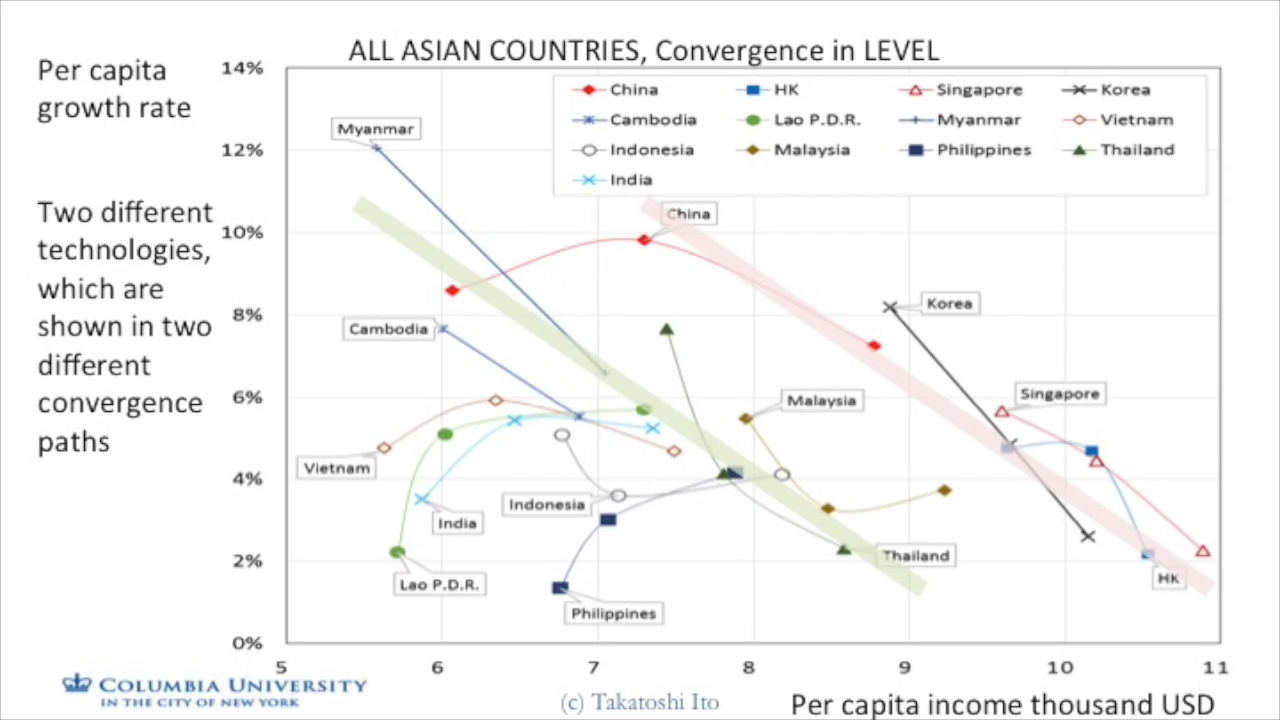 ALL ASIAN COUNTRIES, Convergence in LEVEL
Per capita
growth rate
Two different
technologies,
which are
shown in two
different
convergence
paths
14%
12%
10%
8%
6%
4%
2%
0%
China
HK
Singapore
Korea
Cambodia
Lao P.D.R.
Myanmar
Vietnam
Indonesia
Malaysia
Philippines
Thailand
India
Myanmar
China
Korea
Cambodia
Singapore
Malaysia
Vietnam
Indonesia
India
Thailand
Lao P.D.R.
HK
Philippines
5
6
7
8
9
10
11
COLUMBIA UNIVERSITY
IN THE CITY OF NEW YORK
(c) Takatoshi Ito
Per capita income thousand USD